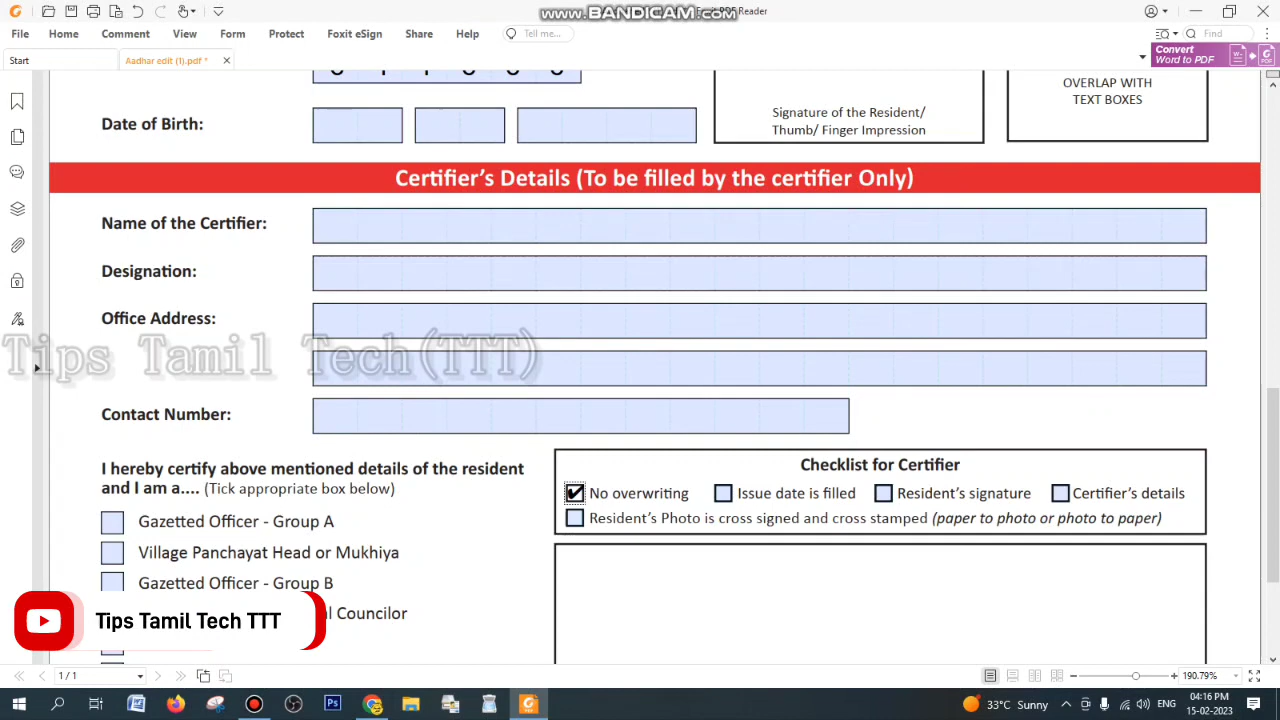 www.BANDICAM.com
PDF Reader
File Home Comment View Form Protect Foxit eSign Share Help Tell me... Find
Start Aadhar edit (1).pdf * Convert Word to PDF
OVERLAP WITH
TEXT BOXES
Signature of the Resident/
Thumb/ Finger Impression
Date of Birth:
Certifier's Details (To be filled by the certifier Only)
Name of the Certifier:
Designation:
Office Address:
Tips Tamil Tech(TTT)
Contact Number:
I hereby certify above mentioned details of the resident
and I am a.... (Tick appropriate box below)
Checklist for Certifier
No overwriting Issue date is filled Resident's signature Certifier's details
Resident's Photo is cross signed and cross stamped (paper to photo or photo to paper)
Gazetted Officer - Group A
Village Panchayat Head or Mukhiya
Gazetted Officer - Group B
Councilor
Tips Tamil Tech TTT
1 / 1 190.79%
33°C Sunny ENG 04:16 PM
15-02-2023